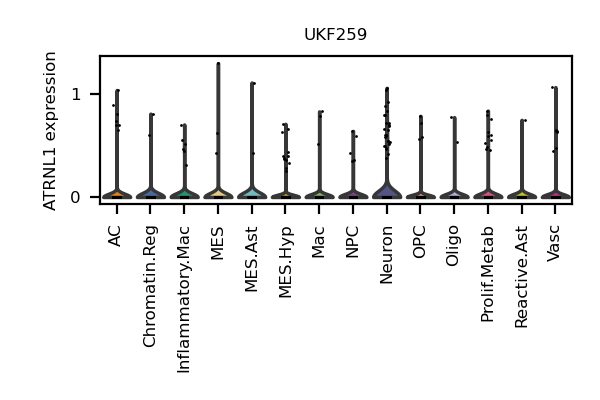 UKF259
ATRNL1 expression
1
0
AC
Chromatin.Reg
Inflammatory.Mac
MES
MES.Ast
MES.Hyp
Mac
NPC
Neuron
OPC
Oligo
Prolif.Metab
Reactive.Ast
Vasc